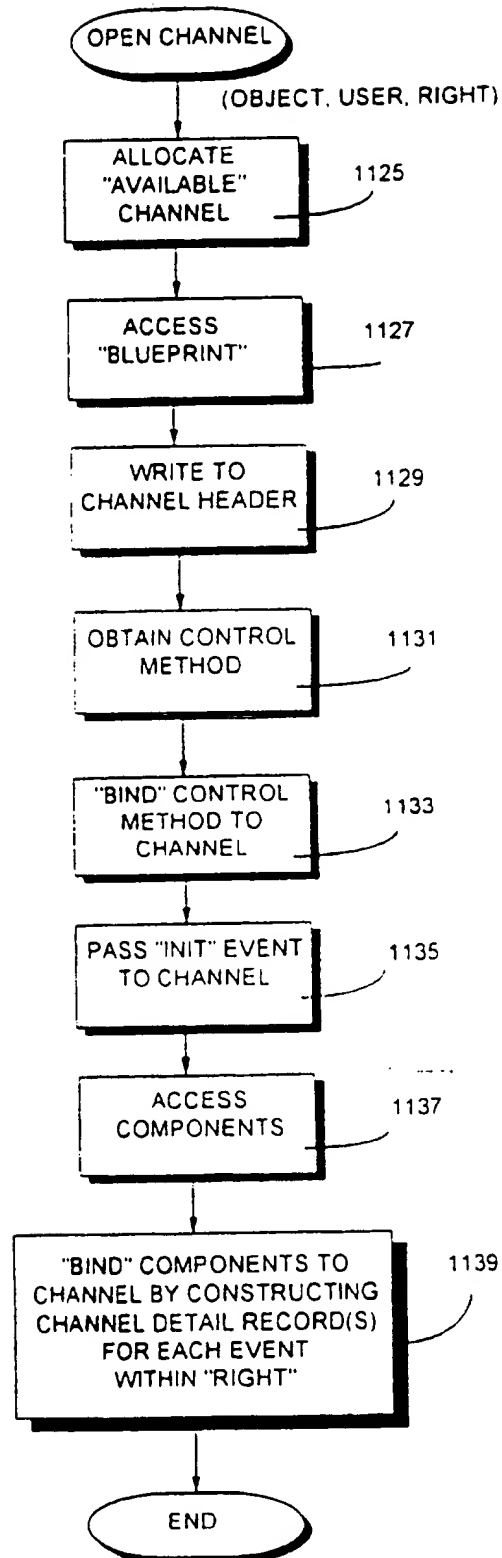 OPEN CHANNEL
(OBJECT, USER, RIGHT)
ALLOCATE
"AVAILABLE"
CHANNEL
1125
ACCESS
"BLUEPRINT"
1127
WRITE TO
CHANNEL HEADER
1129
OBTAIN CONTROL
METHOD
1131
"BIND" CONTROL
METHOD TO
CHANNEL
1133
PASS "INIT" EVENT
TO CHANNEL
1135
ACCESS
COMPONENTS
1137
"BIND" COMPONENTS TO
CHANNEL BY CONSTRUCTING
CHANNEL DETAIL RECORD(S)
FOR EACH EVENT
WITHIN "RIGHT"
1139
END